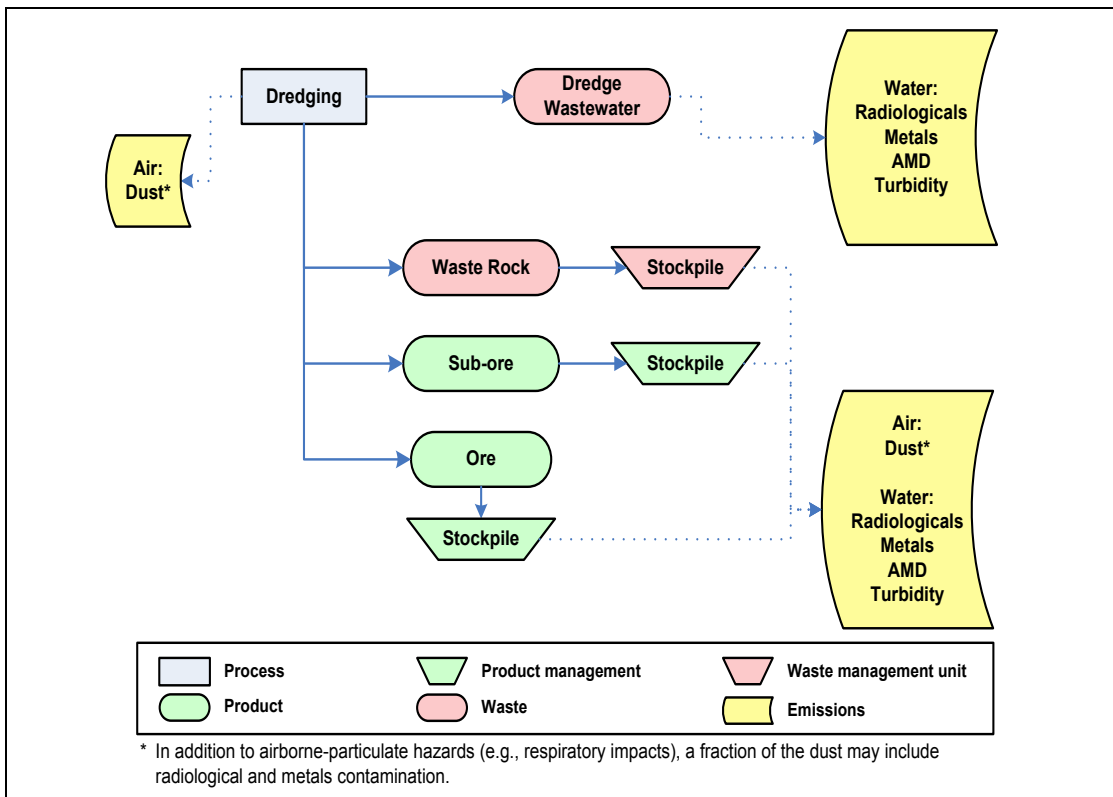 Dredging
Dredge
Wastewater
Water:
Radiologicals
Metals
AMD
Turbidity
Air:
Dust*
Waste Rock
Stockpile
Sub-ore
Stockpile
Ore
Stockpile
Air:
Dust*
Water:
Radiologicals
Metals
AMD
Turbidity
Process
Product management
Waste management unit
Product
Waste
Emissions
* In addition to airborne-particulate hazards (e.g., respiratory impacts), a fraction of the dust may include
radiological and metals contamination.